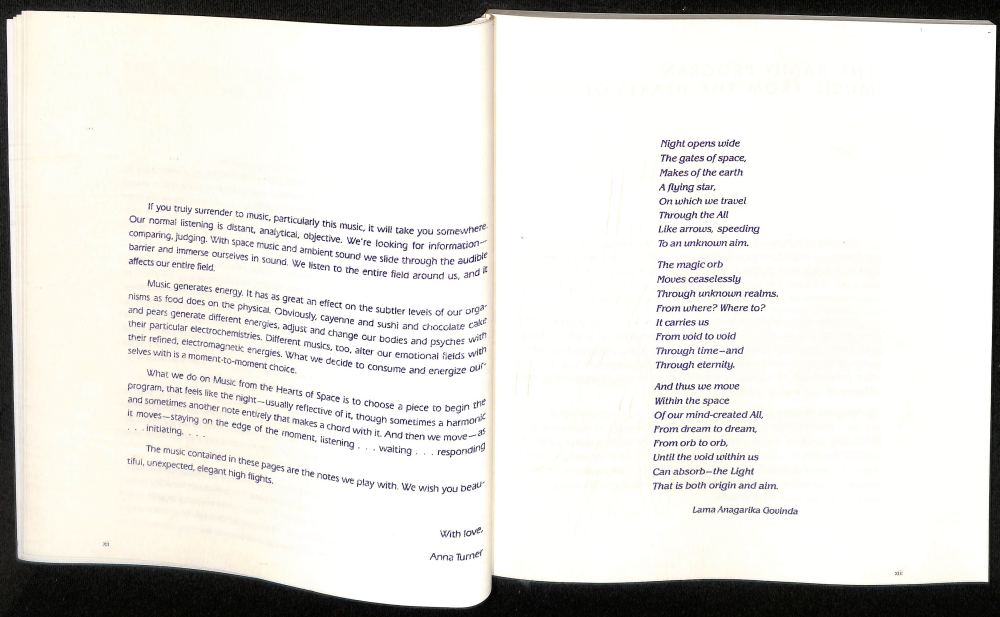 If you truly surrender to music, particularly this music, it will take you somewhere.
Our normal listening is distant, analytical, objective. We're looking for information—
comparing, judging. With space music and ambient sound we slide through the audible
barrier and immerse ourselves in sound. We listen to the entire field around us, and it
affects our entire field.
Music generates energy. It has as great an effect on the subtler levels of our orga-
nisms as food does on the physical. Obviously, cayenne and sushi and chocolate cake
and pears generate different energies, adjust and change our bodies and psyches with
their particular electrochemistries. Different musics, too, alter our emotional fields with
their refined, electromagnetic energies. What we decide to consume and energize our-
selves with is a moment-to-moment choice.
What we do on Music from the Hearts of Space is to choose a piece to begin the
program, that feels like the night—usually reflective of it, though sometimes a harmonic
and sometimes another note entirely that makes a chord with it. And then we move—as
it moves—staying on the edge of the moment, listening . . . waiting . . . responding
. . . initiating. . . .
The music contained in these pages are the notes we play with. We wish you beau-
tiful, unexpected, elegant high flights.
With love,
Anna Turner
xii
Night opens wide
The gates of space,
Makes of the earth
A flying star,
On which we travel
Through the All
Like arrows, speeding
To an unknown aim.
The magic orb
Moves ceaselessly
Through unknown realms.
From where? Where to?
It carries us
From void to void
Through time—and
Through eternity.
And thus we move
Within the space
Of our mind-created All,
From dream to dream,
From orb to orb,
Until the void within us
Can absorb—the Light
That is both origin and aim.
Lama Anagarika Govinda
xiii